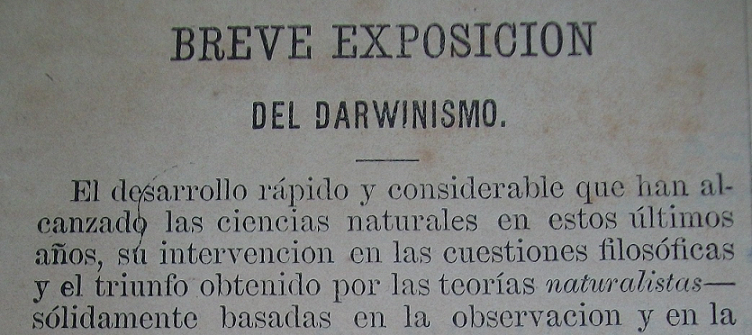 BREVE EXPOSICION
DEL DARWINISMO.
El desarrollo rápido y considerable que han al-
canzado las ciencias naturales en estos últimos
años, su intervencion en las cuestiones filosóficas
y el triunfo obtenido por las teorías naturalistas—
sólidamente basadas en la observacion y en la